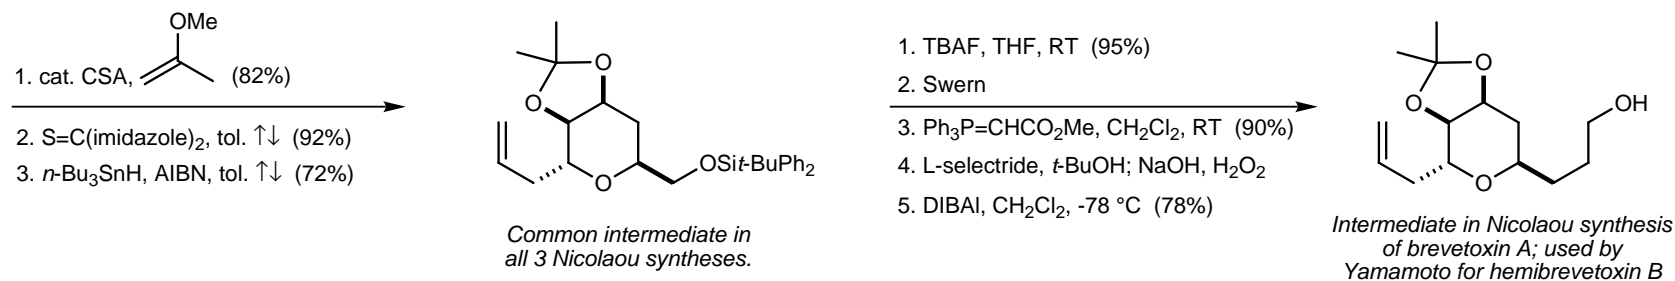 OMe
1. cat. CSA, (82%)
2. S=C(imidazole)₂, tol. ↑↓ (92%)
3. n-Bu₃SnH, AIBN, tol. ↑↓ (72%)
O
O
O
OSit-BuPh₂
Common intermediate in
all 3 Nicolaou syntheses.
1. TBAF, THF, RT (95%)
2. Swern
3. Ph₃P=CHCO₂Me, CH₂Cl₂, RT (90%)
4. L-selectride, t-BuOH; NaOH, H₂O₂
5. DIBAl, CH₂Cl₂, -78 °C (78%)
O
O
OH
O
Intermediate in Nicolaou synthesis
of brevetoxin A; used by
Yamamoto for hemibrevetoxin B